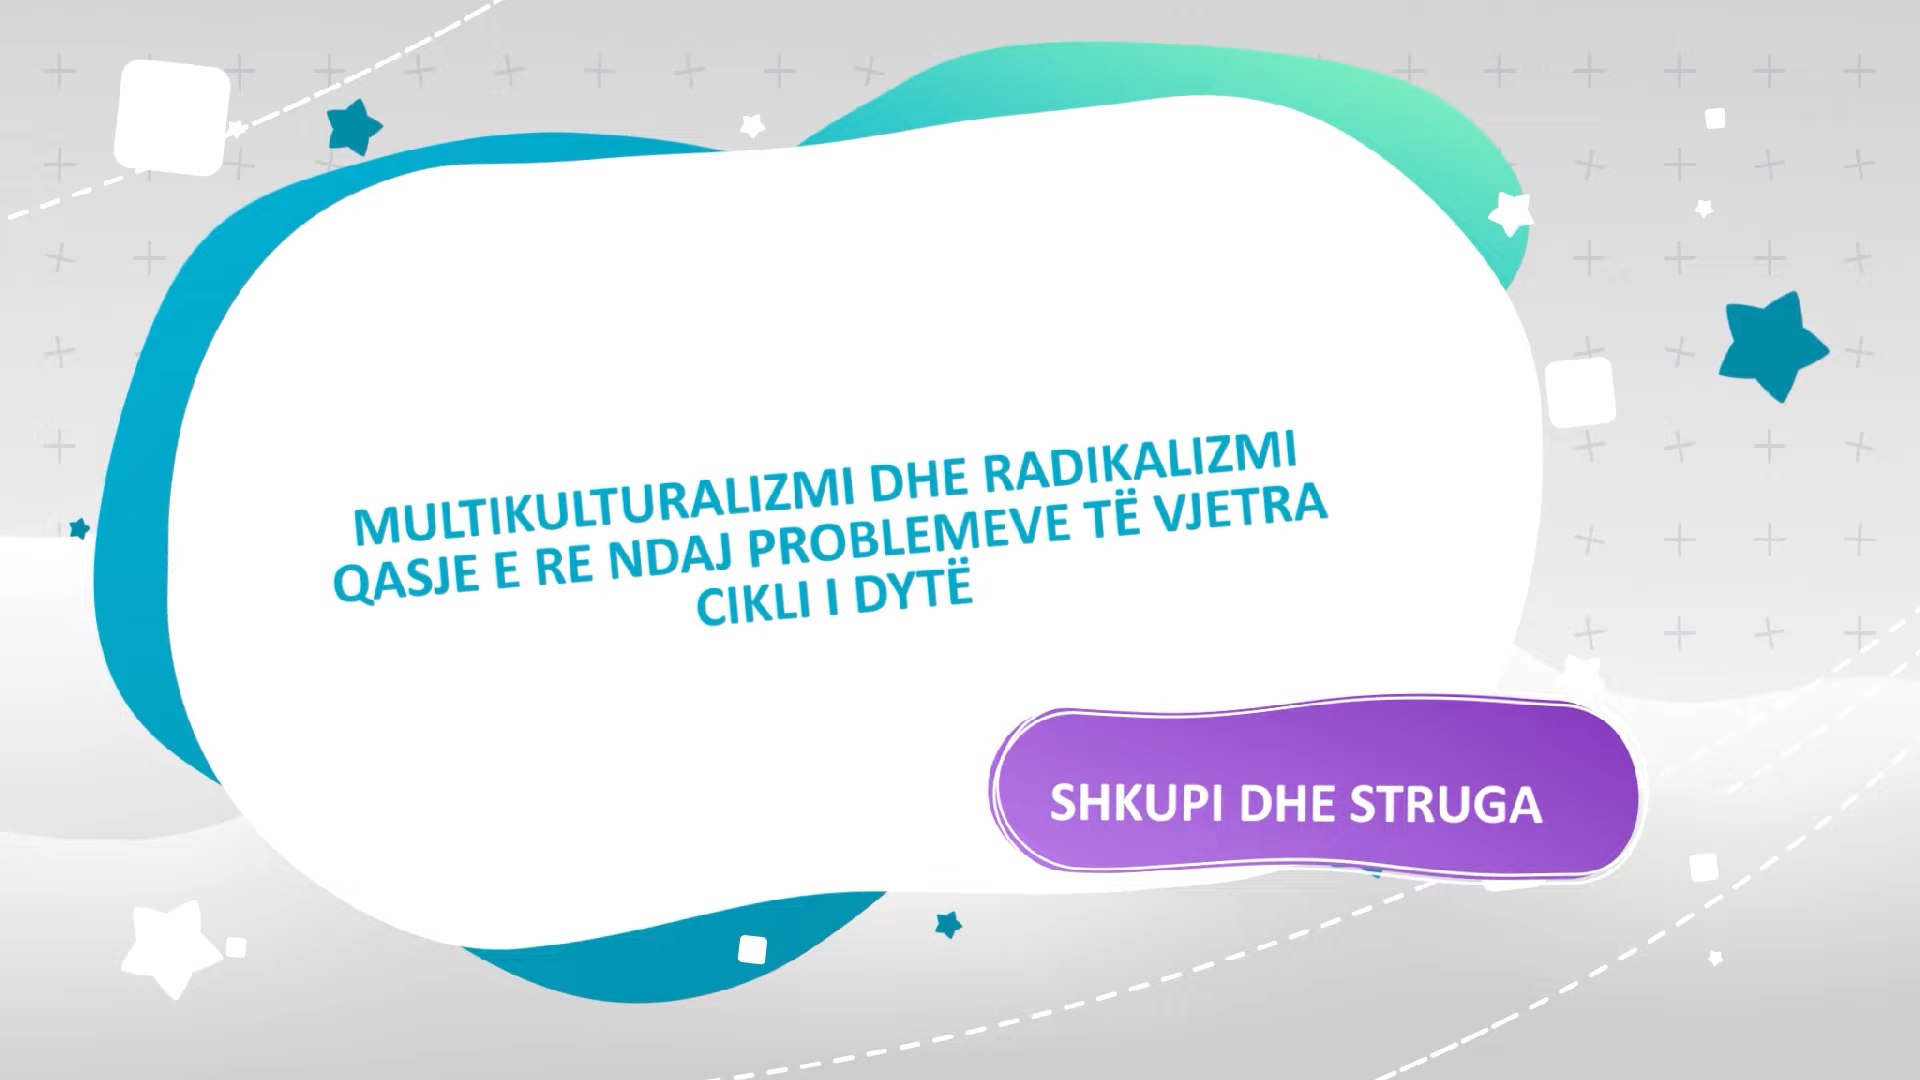 MULTIKULTURALIZMI DHE RADIKALIZMI
QASJE E RE NDAJ PROBLEMEVE TË VJETRA
CIKLI I DYTË
SHKUPI DHE STRUGA